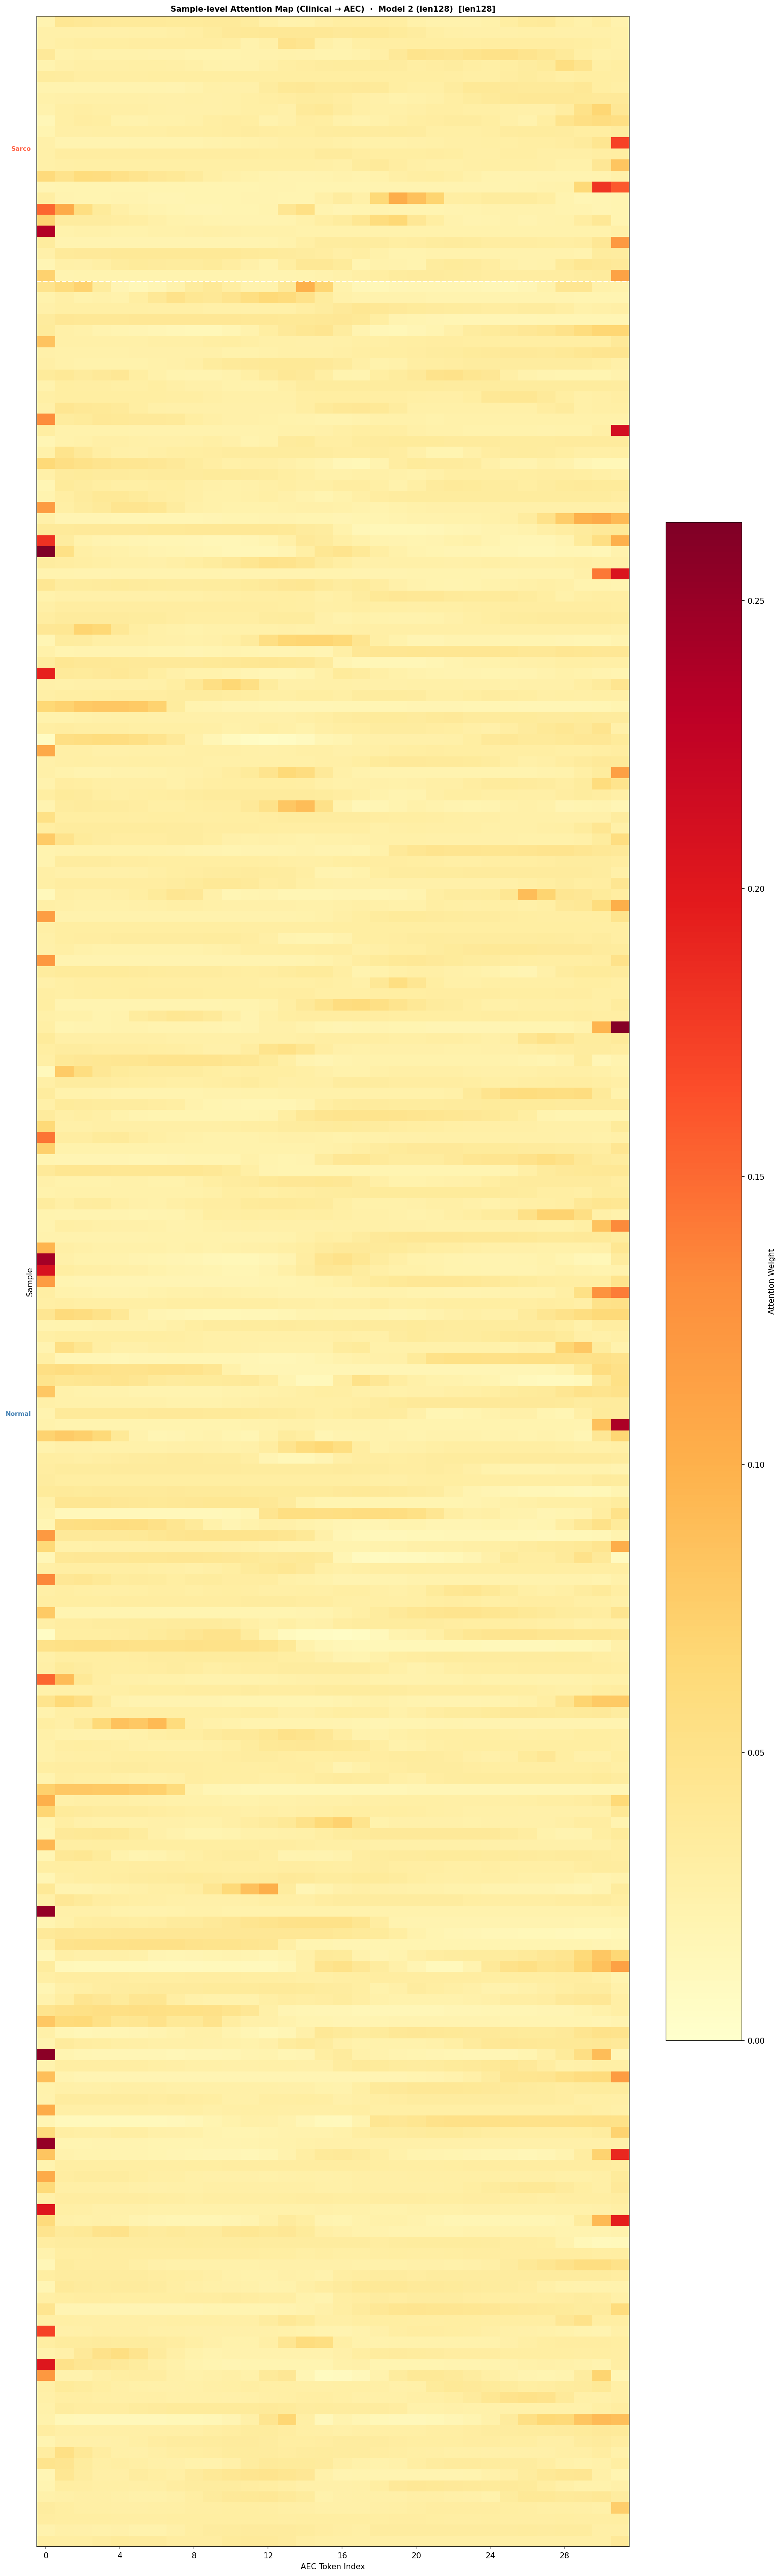 Sample-level Attention Map (Clinical → AEC)  ·  Model 2 (len128)  [len128]
Sarco
Normal
Sample
0 4 8 12 16 20 24 28
AEC Token Index
0.25
0.20
0.15
0.10
0.05
0.00
Attention Weight